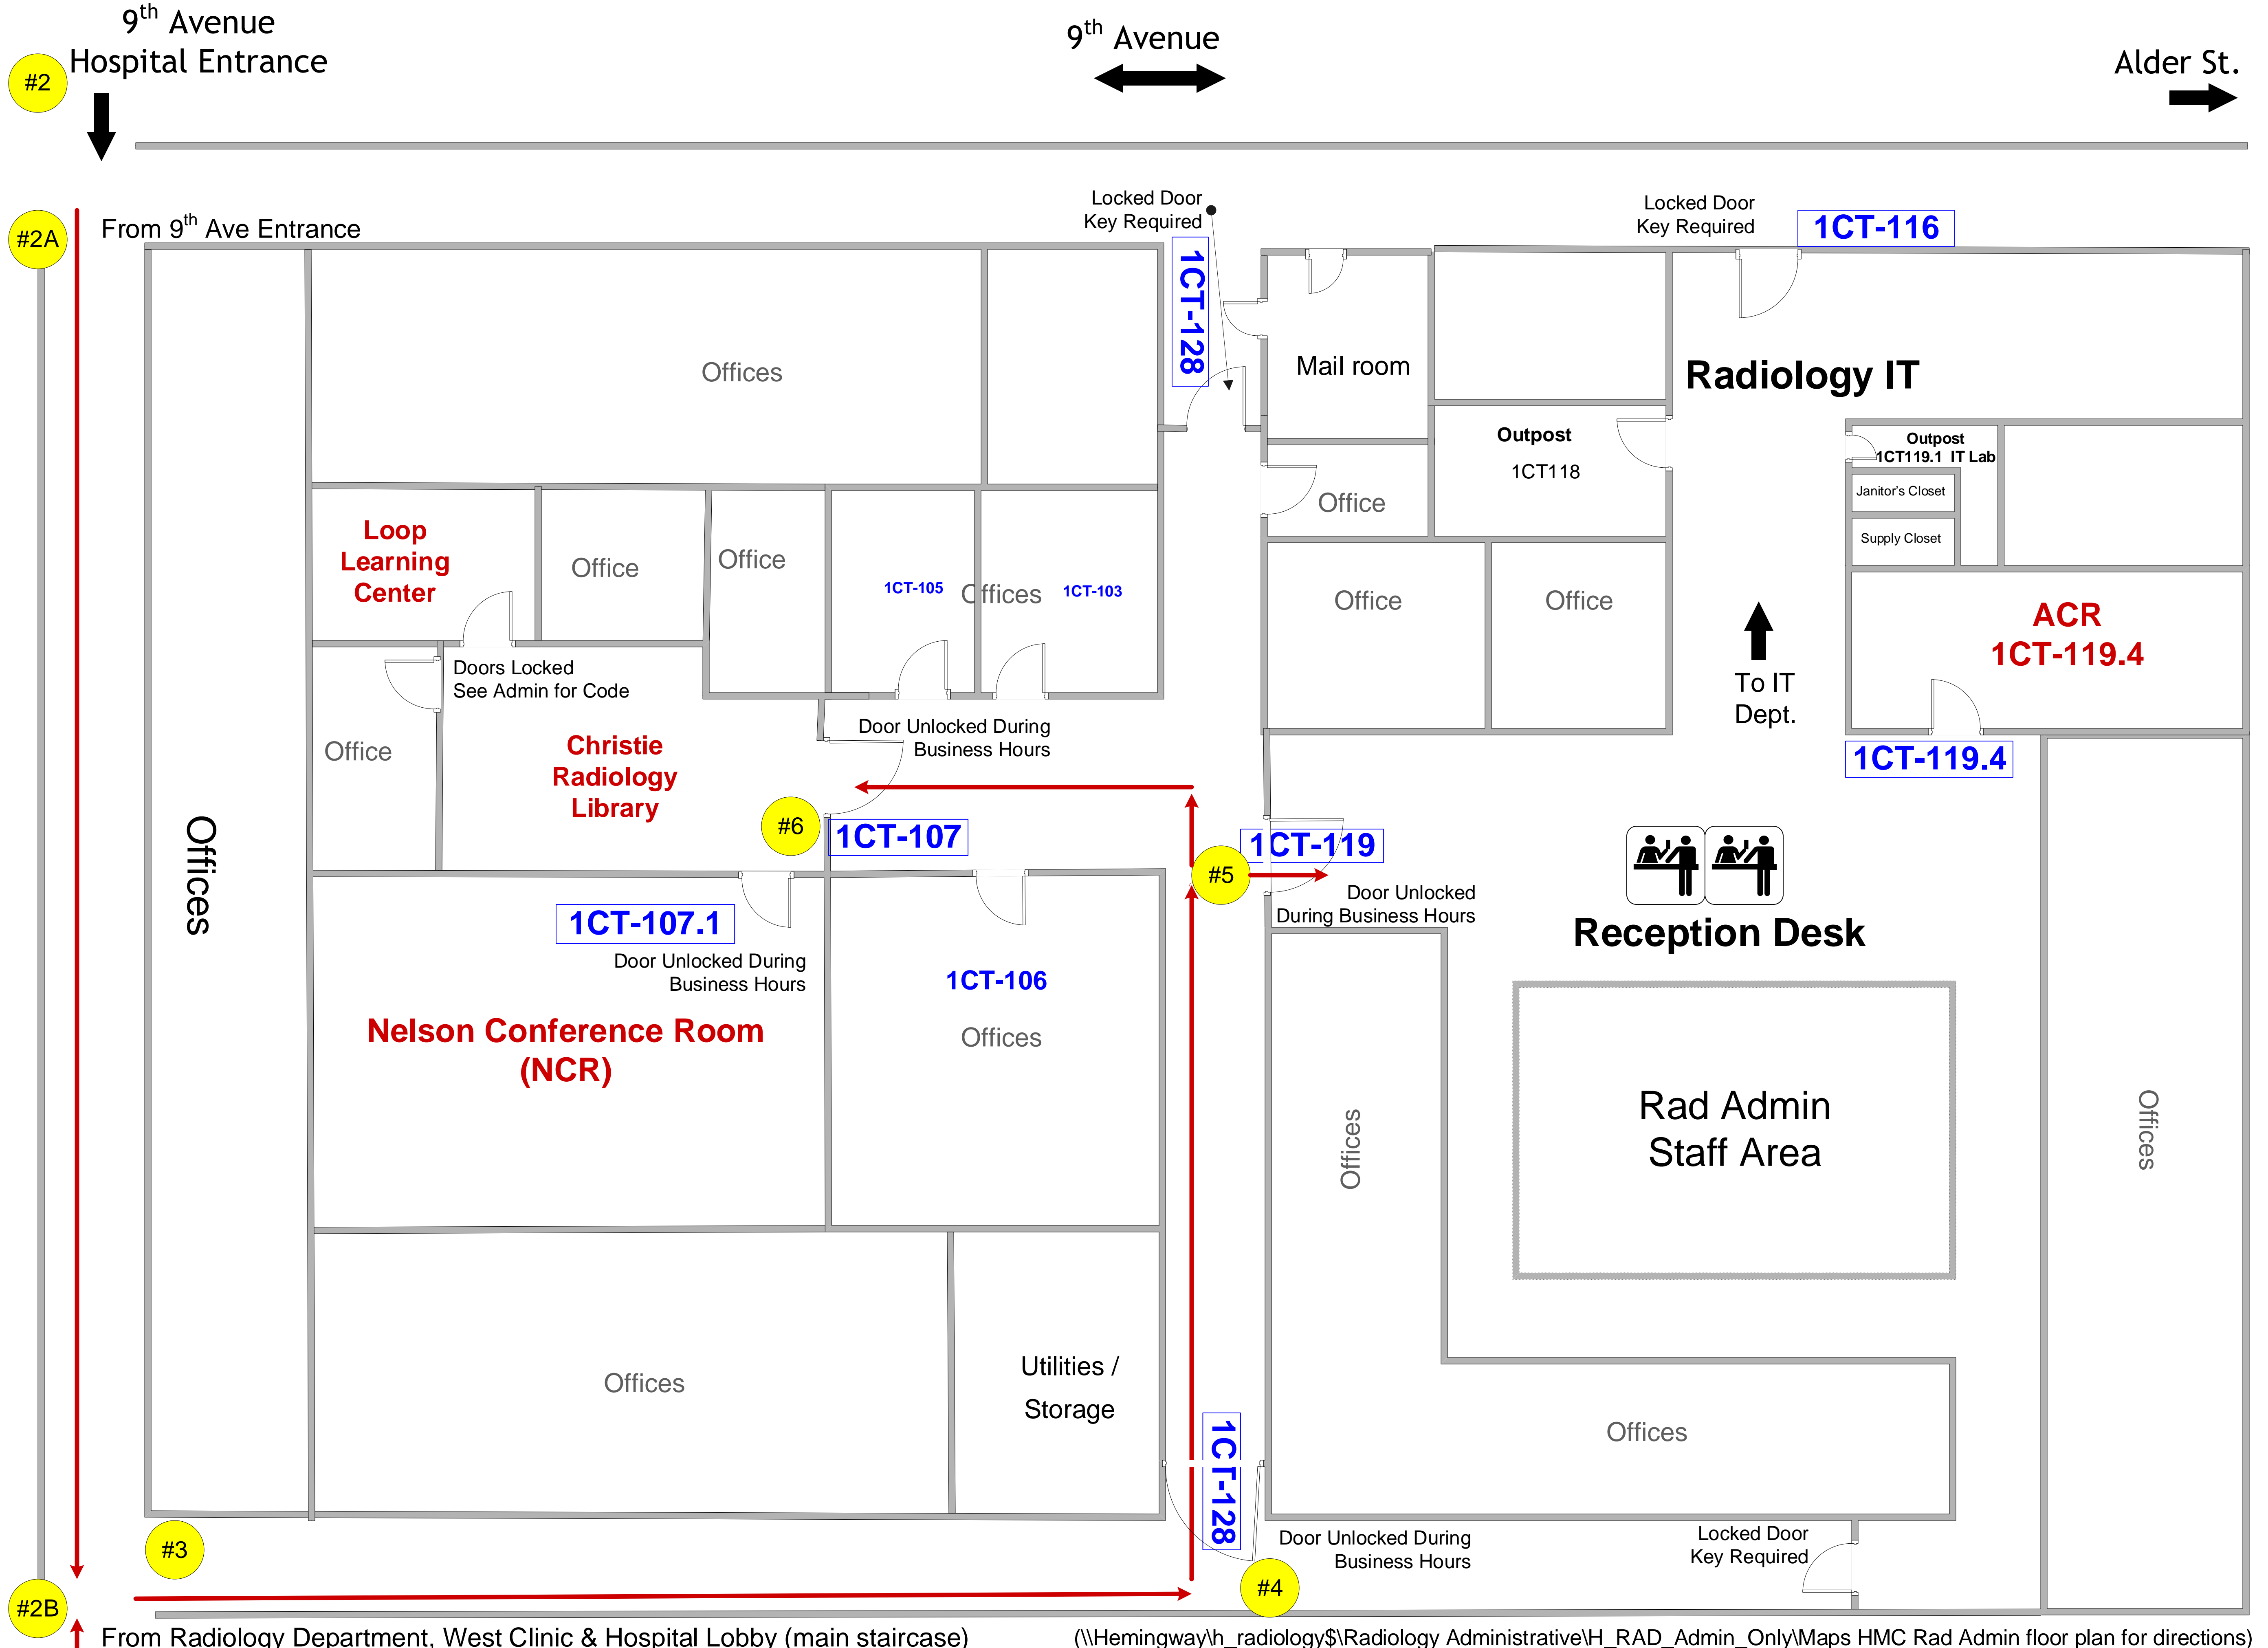 9th Avenue
Hospital Entrance
#2
9th Avenue
Alder St.
#2A
From 9th Ave Entrance
Locked Door
Key Required
1CT-128
Locked Door
Key Required
1CT-116
Offices
Mail room
Radiology IT
Outpost
1CT118
Outpost
1CT119.1 IT Lab
Janitor's Closet
Supply Closet
Loop
Learning
Center
Office
Office
1CT-105
Offices
1CT-103
Office
Office
Office
ACR
1CT-119.4
To IT
Dept.
1CT-119.4
Doors Locked
See Admin for Code
Office
Christie
Radiology
Library
Door Unlocked During
Business Hours
#6
1CT-107
1CT-119
#5
Door Unlocked
During Business Hours
Reception Desk
Offices
1CT-107.1
Door Unlocked During
Business Hours
1CT-106
Offices
Nelson Conference Room
(NCR)
Rad Admin
Staff Area
Offices
Offices
Offices
Utilities /
Storage
1CT-128
Offices
#3
Door Unlocked During
Business Hours
Locked Door
Key Required
#4
#2B
From Radiology Department, West Clinic & Hospital Lobby (main staircase)
(\\Hemingway\h_radiology$\Radiology Administrative\H_RAD_Admin_Only\Maps HMC Rad Admin floor plan for directions)